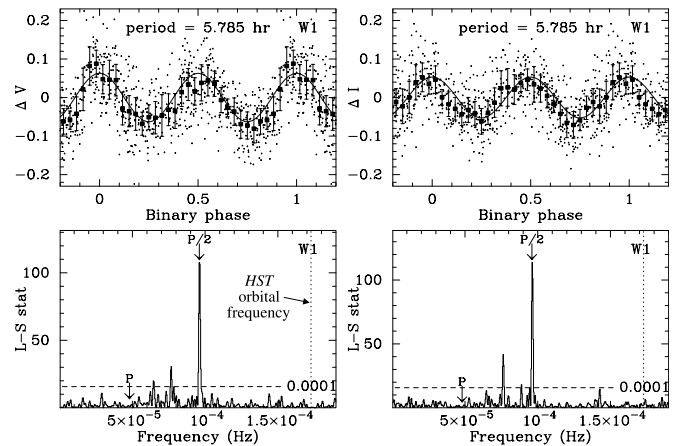 period = 5.785 hr W1
0.2
0.1
0
-0.1
-0.2
Δ V
0 0.5 1
Binary phase
period = 5.785 hr W1
0.2
0.1
0
-0.1
-0.2
Δ I
0 0.5 1
Binary phase
P/2 W1
HST
orbital
frequency
100
50
L-S stat
P
0.0001
5×10⁻⁵ 10⁻⁴ 1.5×10⁻⁴
Frequency (Hz)
P/2 W1
100
50
L-S stat
P
0.0001
5×10⁻⁵ 10⁻⁴ 1.5×10⁻⁴
Frequency (Hz)